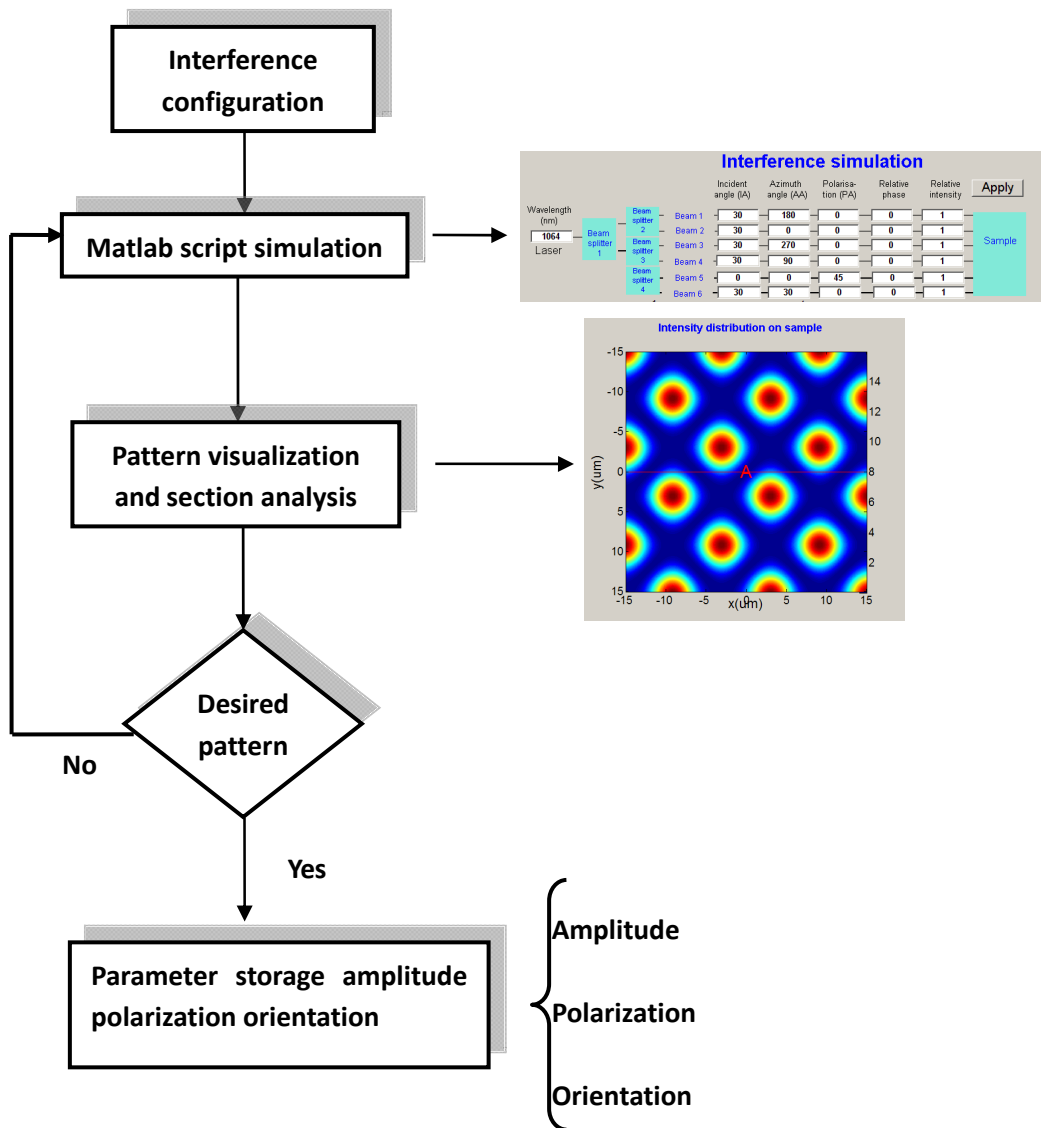 Interference
configuration
Matlab script simulation
Interference simulation
Incident
angle (IA)
Azimuth
angle (AA)
Polarisa-
tion (PA)
Relative
phase
Relative
intensity
Apply
Wavelength
(nm)
1064
Laser
Beam
splitter
1
Beam
splitter
2
Beam
splitter
3
Beam
splitter
4
Beam 1 30 180 0 0 1
Beam 2 30 0 0 0 1
Beam 3 30 270 0 0 1
Beam 4 30 90 0 0 1
Beam 5 0 0 45 0 1
Beam 6 30 30 0 0 1
Sample
Pattern visualization
and section analysis
Intensity distribution on sample
-15
-10
-5
0
5
10
15
y(um)
A
14
12
10
8
6
4
2
-15 -10 -5 0 5 10 15
x(um)
Desired
pattern
No
Yes
Parameter storage amplitude
polarization orientation
Amplitude
Polarization
Orientation